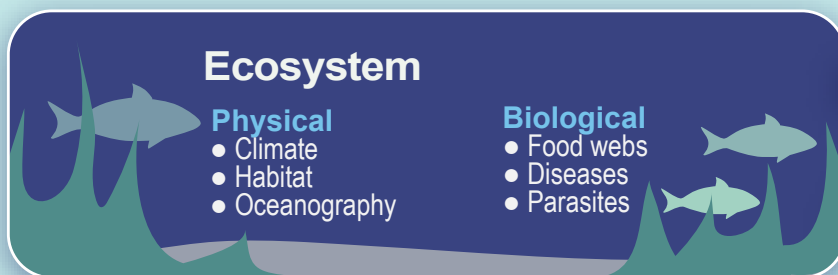 Ecosystem
Physical
● Climate
● Habitat
● Oceanography
Biological
● Food webs
● Diseases
● Parasites